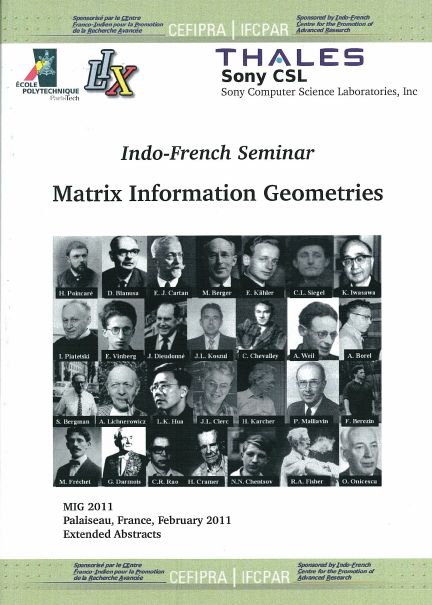 Sponsorisé par le CEntre
Franco-Indien pour la Promotion
de la Recherche Avancée
CEFIPRA | IFCPAR
Sponsored by Indo-French
Centre for the Promotion of
Advanced Research
ÉCOLE
POLYTECHNIQUE
ParisTech
LIX
THALES
Sony CSL
Sony Computer Science Laboratories, Inc
Indo-French Seminar
Matrix Information Geometries
H. Poincaré D. Blanusa E. J. Cartan M. Berger E. Kähler C.L. Siegel K. Iwasawa
I. Piatetski E. Vinberg J. Dieudonné J.L. Koszul C. Chevalley A. Weil A. Borel
S. Bergman A. Lichnerowicz L.K. Hua J.L. Clerc H. Karcher P. Malliavin F. Berezin
M. Fréchet G. Darmois C.R. Rao H. Cramer N.N. Chentsov R.A. Fisher O. Onicescu
MIG 2011
Palaiseau, France, February 2011
Extended Abstracts
Sponsorisé par le CEntre
Franco-Indien pour la Promotion
de la Recherche Avancée
CEFIPRA | IFCPAR
Sponsored by Indo-French
Centre for the Promotion of
Advanced Research